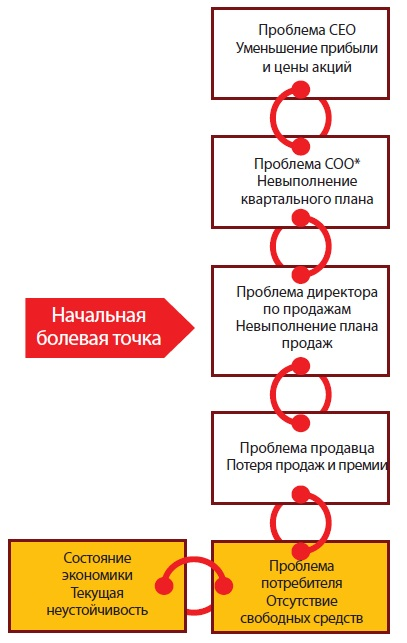 Проблема CEO
Уменьшение прибыли
и цены акций
Проблема COO*
Невыполнение
квартального плана
Проблема директора
по продажам
Невыполнение плана
продаж
Начальная
болевая точка
Проблема продавца
Потеря продаж и премии
Состояние
экономики
Текущая
неустойчивость
Проблема
потребителя
Отсутствие
свободных средств